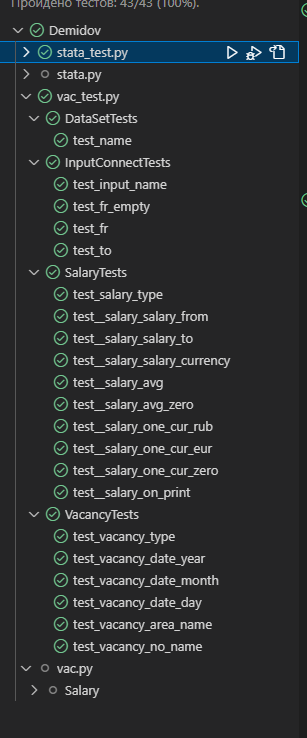 Пройдено тестов: 43/43 (100%).
Demidov
stata_test.py
stata.py
vac_test.py
DataSetTests
test_name
InputConnectTests
test_input_name
test_fr_empty
test_fr
test_to
SalaryTests
test_salary_type
test__salary_salary_from
test__salary_salary_to
test__salary_salary_currency
test__salary_avg
test__salary_avg_zero
test__salary_one_cur_rub
test__salary_one_cur_eur
test__salary_one_cur_zero
test__salary_on_print
VacancyTests
test_vacancy_type
test_vacancy_date_year
test_vacancy_date_month
test_vacancy_date_day
test_vacancy_area_name
test_vacancy_no_name
vac.py
Salary